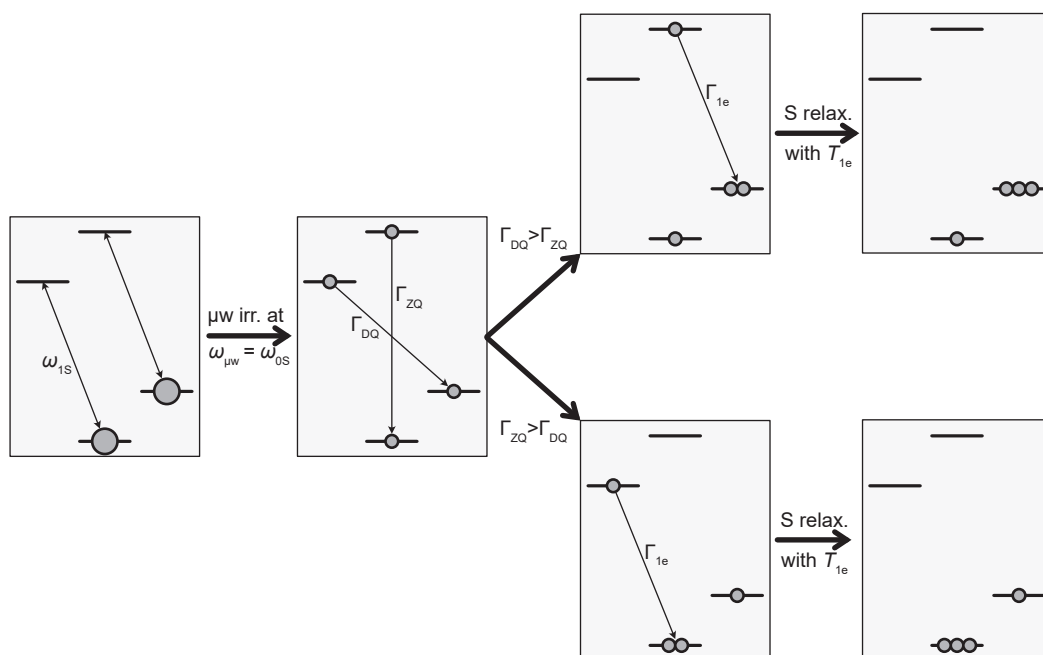 Γ1e
S relax.
with T1e
ω1S
μw irr. at
ωμw = ω0S
ΓZQ
ΓDQ
ΓDQ>ΓZQ
ΓZQ>ΓDQ
Γ1e
S relax.
with T1e